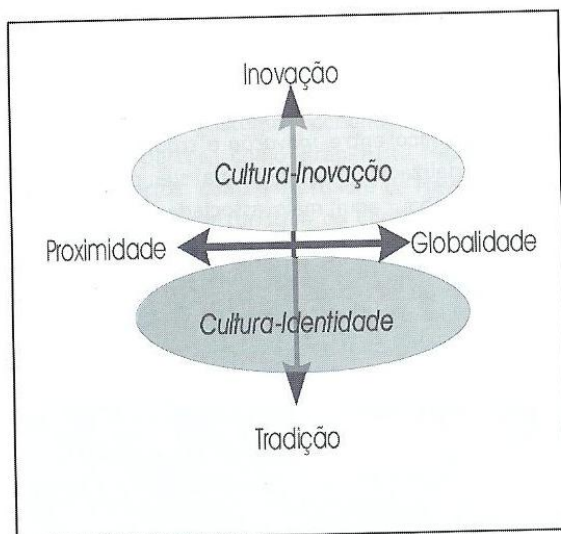 Inovação
Cultura-Inovação
Proximidade Globalidade
Cultura-Identidade
Tradição